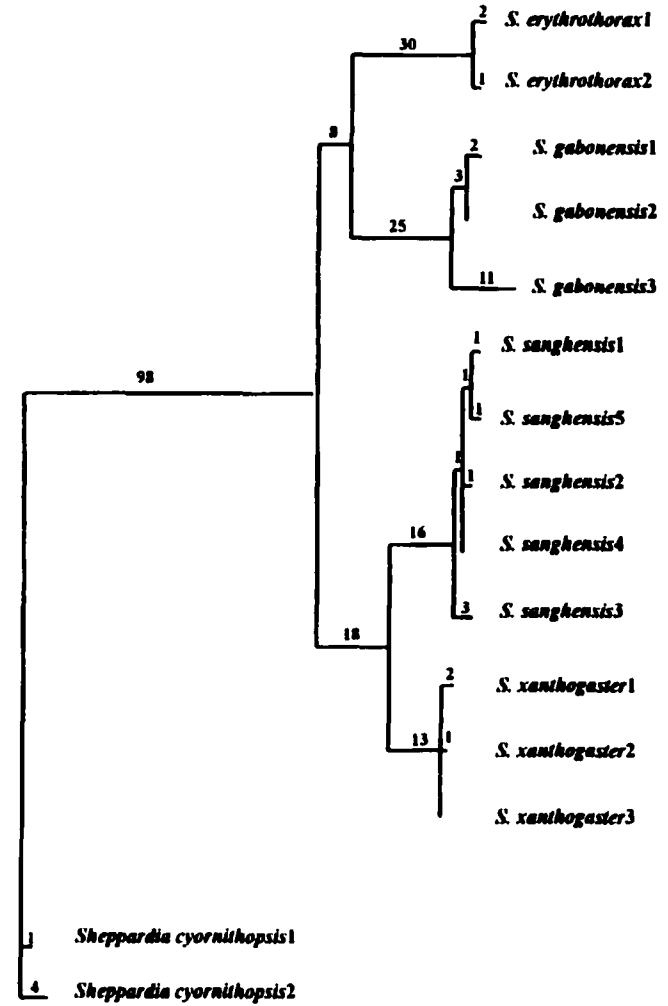 2 S. erythrothorax1
30
1 S. erythrothorax2
8
2 S. gabonensis1
3
S. gabonensis2
25
11 S. gabonensis3
1 S. sanghensis1
98
1
1 S. sanghensis5
1
1 S. sanghensis2
16
S. sanghensis4
3 S. sanghensis3
18
2 S. xanthogaster1
13 1 S. xanthogaster2
S. xanthogaster3
1 Sheppardia cyornithopsis1
4 Sheppardia cyornithopsis2